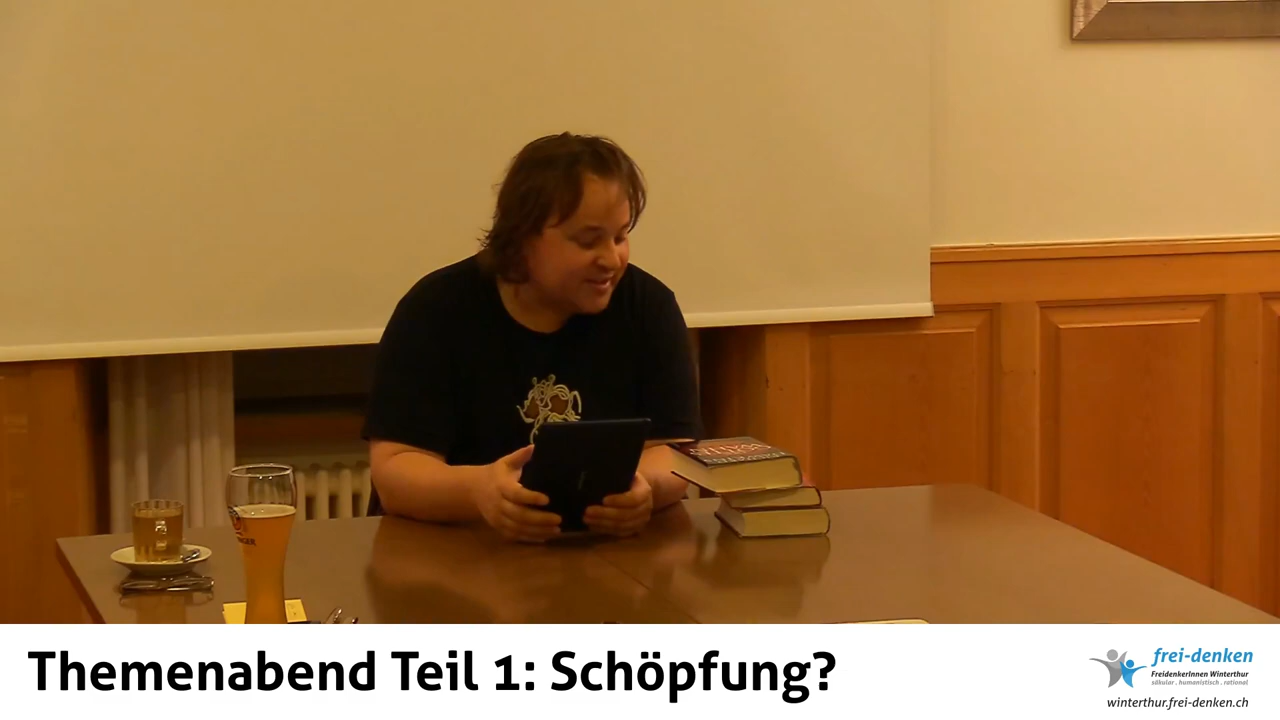 Themenabend Teil 1: Schöpfung?
frei-denken
FreidenkerInnen Winterthur
säkular . humanistisch . rational
winterthur.frei-denken.ch